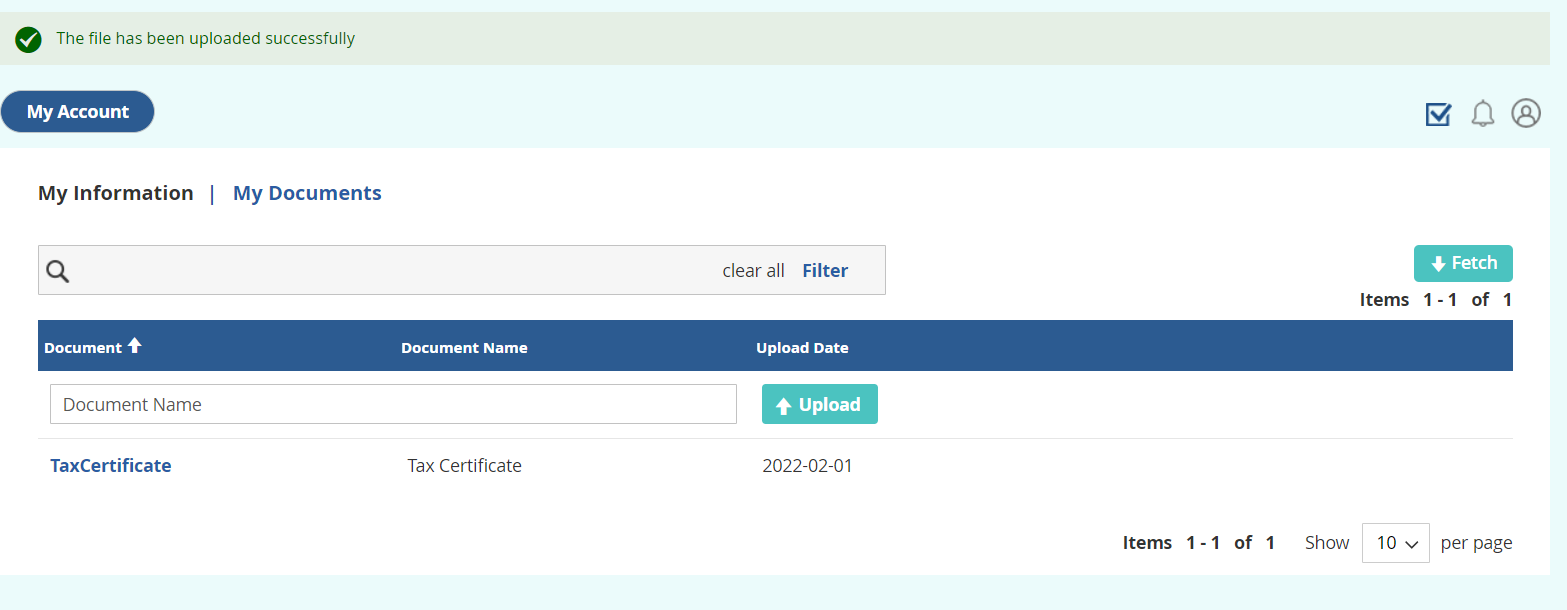 The file has been uploaded successfully
My Account
My Information | My Documents
clear all Filter
Fetch
Items 1 - 1 of 1
Document Document Name Upload Date
Document Name Upload
TaxCertificate Tax Certificate 2022-02-01
Items 1 - 1 of 1 Show 10 per page